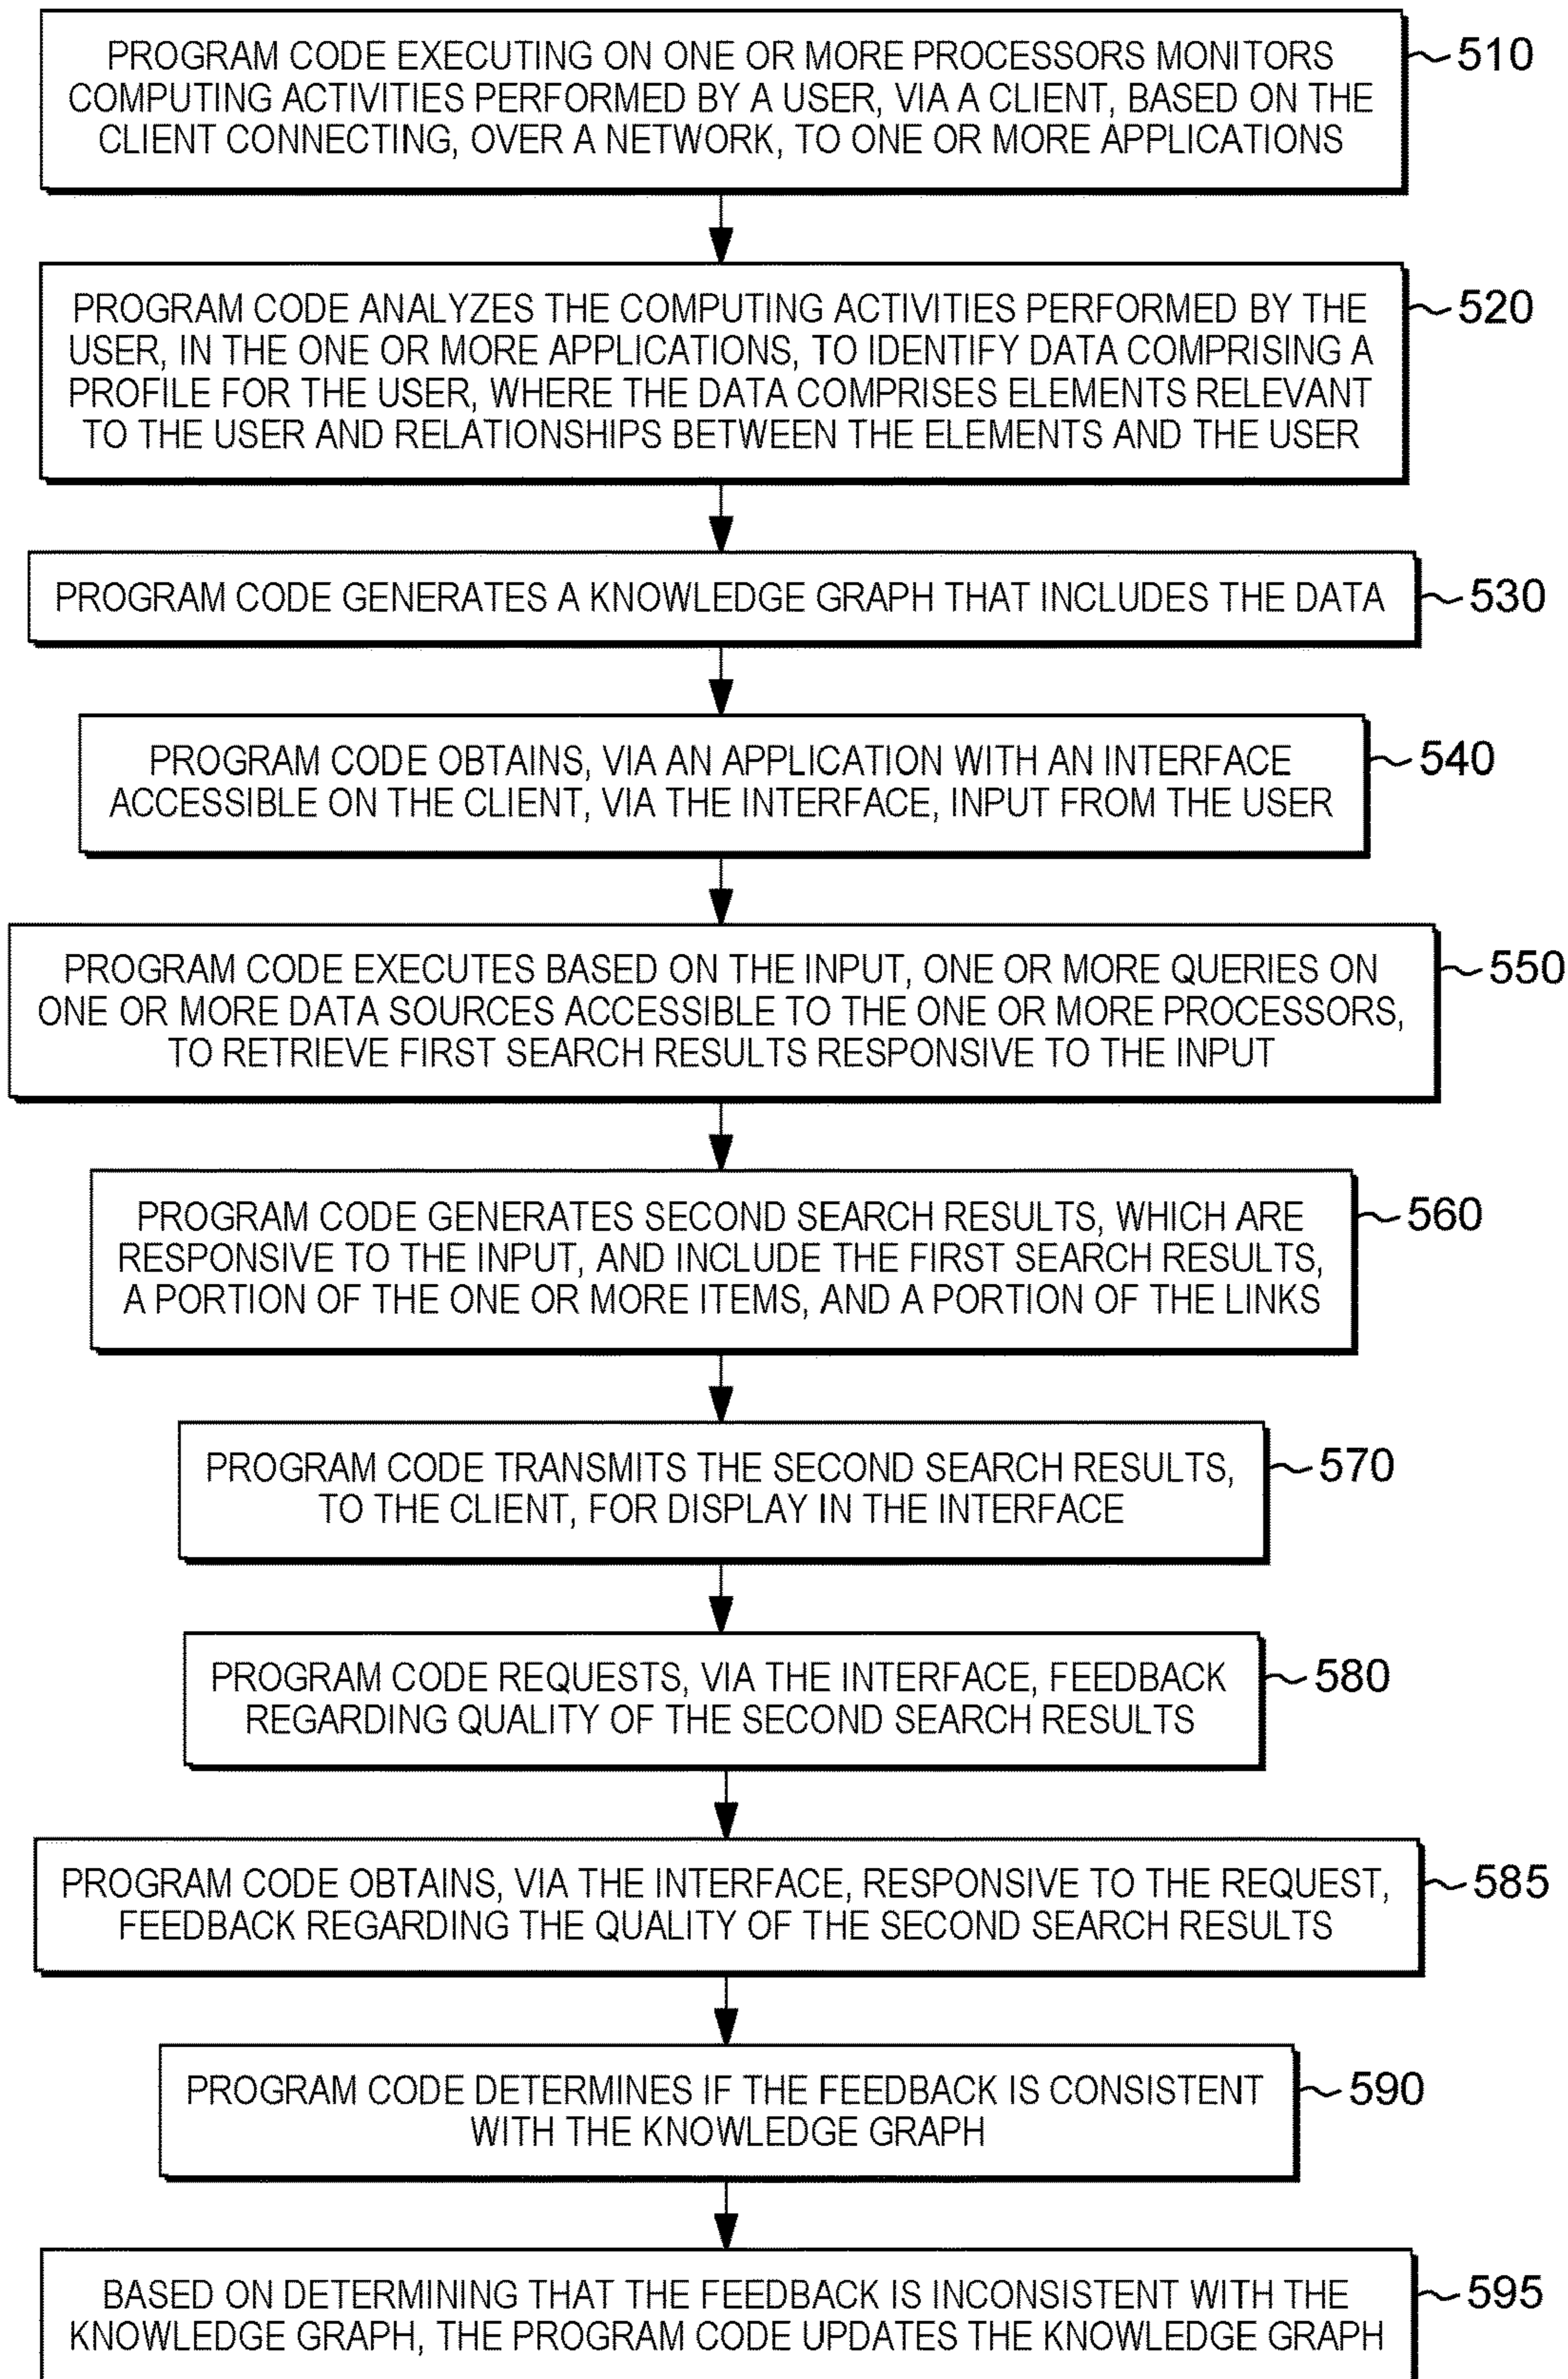 PROGRAM CODE EXECUTING ON ONE OR MORE PROCESSORS MONITORS
COMPUTING ACTIVITIES PERFORMED BY A USER, VIA A CLIENT, BASED ON THE
CLIENT CONNECTING, OVER A NETWORK, TO ONE OR MORE APPLICATIONS
510
PROGRAM CODE ANALYZES THE COMPUTING ACTIVITIES PERFORMED BY THE
USER, IN THE ONE OR MORE APPLICATIONS, TO IDENTIFY DATA COMPRISING A
PROFILE FOR THE USER, WHERE THE DATA COMPRISES ELEMENTS RELEVANT
TO THE USER AND RELATIONSHIPS BETWEEN THE ELEMENTS AND THE USER
520
PROGRAM CODE GENERATES A KNOWLEDGE GRAPH THAT INCLUDES THE DATA
530
PROGRAM CODE OBTAINS, VIA AN APPLICATION WITH AN INTERFACE
ACCESSIBLE ON THE CLIENT, VIA THE INTERFACE, INPUT FROM THE USER
540
PROGRAM CODE EXECUTES BASED ON THE INPUT, ONE OR MORE QUERIES ON
ONE OR MORE DATA SOURCES ACCESSIBLE TO THE ONE OR MORE PROCESSORS,
TO RETRIEVE FIRST SEARCH RESULTS RESPONSIVE TO THE INPUT
550
PROGRAM CODE GENERATES SECOND SEARCH RESULTS, WHICH ARE
RESPONSIVE TO THE INPUT, AND INCLUDE THE FIRST SEARCH RESULTS,
A PORTION OF THE ONE OR MORE ITEMS, AND A PORTION OF THE LINKS
560
PROGRAM CODE TRANSMITS THE SECOND SEARCH RESULTS,
TO THE CLIENT, FOR DISPLAY IN THE INTERFACE
570
PROGRAM CODE REQUESTS, VIA THE INTERFACE, FEEDBACK
REGARDING QUALITY OF THE SECOND SEARCH RESULTS
580
PROGRAM CODE OBTAINS, VIA THE INTERFACE, RESPONSIVE TO THE REQUEST,
FEEDBACK REGARDING THE QUALITY OF THE SECOND SEARCH RESULTS
585
PROGRAM CODE DETERMINES IF THE FEEDBACK IS CONSISTENT
WITH THE KNOWLEDGE GRAPH
590
BASED ON DETERMINING THAT THE FEEDBACK IS INCONSISTENT WITH THE
KNOWLEDGE GRAPH, THE PROGRAM CODE UPDATES THE KNOWLEDGE GRAPH
595